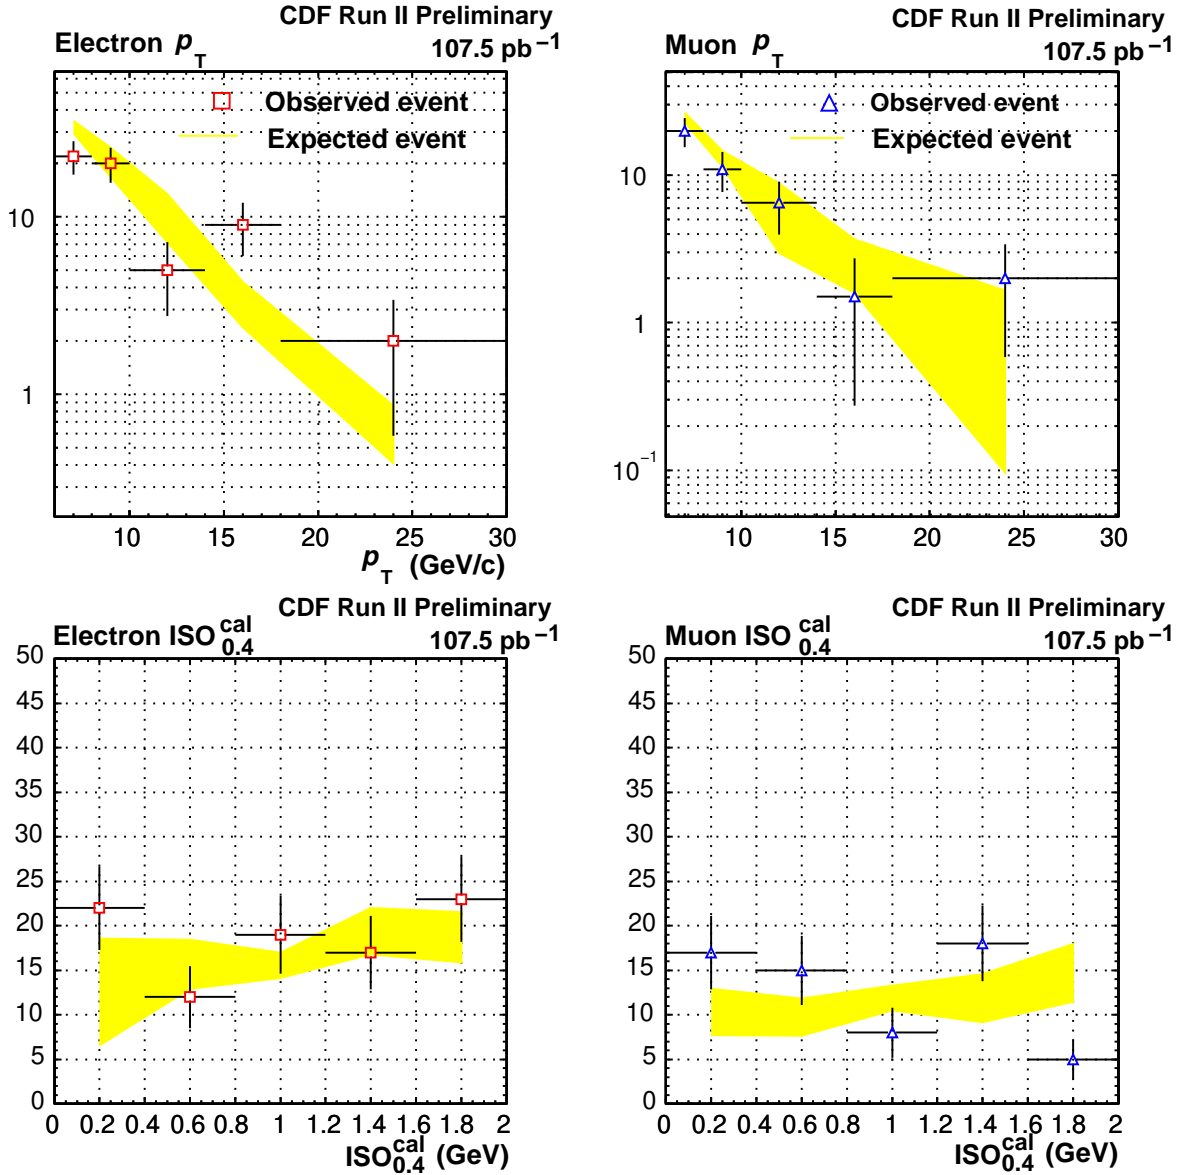 CDF Run II Preliminary
Electron p_T
107.5 pb⁻¹
Observed event
Expected event
10
1
10 15 20 25 30
p_T (GeV/c)
CDF Run II Preliminary
Muon p_T
107.5 pb⁻¹
Observed event
Expected event
10
1
10⁻¹
10 15 20 25 30
CDF Run II Preliminary
Electron ISO^cal_0.4
107.5 pb⁻¹
50
45
40
35
30
25
20
15
10
5
0
0 0.2 0.4 0.6 0.8 1 1.2 1.4 1.6 1.8 2
ISO^cal_0.4 (GeV)
CDF Run II Preliminary
Muon ISO^cal_0.4
107.5 pb⁻¹
50
45
40
35
30
25
20
15
10
5
0
0 0.2 0.4 0.6 0.8 1 1.2 1.4 1.6 1.8 2
ISO^cal_0.4 (GeV)